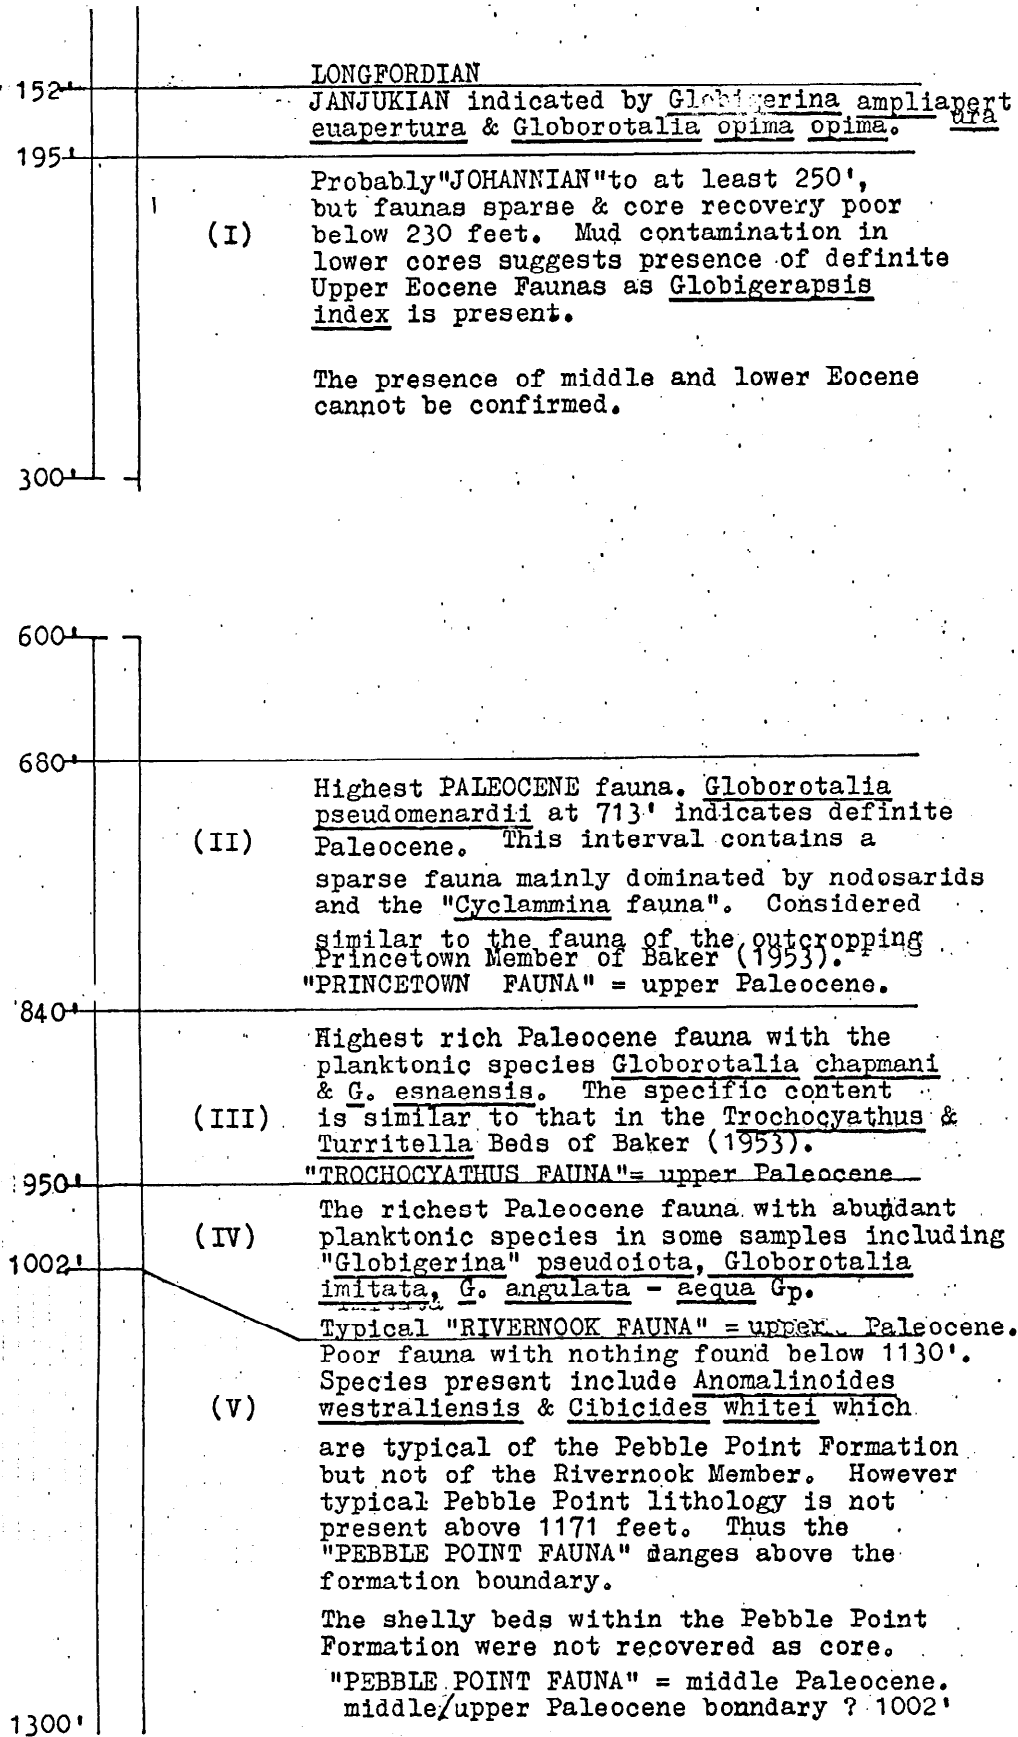 LONGFORDIAN
152'
JANJUKIAN indicated by Globigerina ampliapert
ura
euapertura & Globorotalia opima opima.
195'
Probably"JOHANNIAN"to at least 250',
but faunas sparse & core recovery poor
(I) below 230 feet. Mud contamination in
lower cores suggests presence of definite
Upper Eocene Faunas as Globigerapsis
index is present.
The presence of middle and lower Eocene
cannot be confirmed.
300'
600'
680'
Highest PALEOCENE fauna. Globorotalia
pseudomenardii at 713' indicates definite
(II) Paleocene. This interval contains a
sparse fauna mainly dominated by nodosarids
and the "Cyclammina fauna". Considered
similar to the fauna of the outcropping
Princetown Member of Baker (1953).
"PRINCETOWN FAUNA" = upper Paleocene.
840'
Highest rich Paleocene fauna with the
planktonic species Globorotalia chapmani
& G. esnaensis. The specific content
(III) is similar to that in the Trochocyathus &
Turritella Beds of Baker (1953).
"TROCHOCYATHUS FAUNA"= upper Paleocene
950'
The richest Paleocene fauna with abundant
(IV) planktonic species in some samples including
1002' "Globigerina" pseudoiota, Globorotalia
imitata, G. angulata - aequa Gp.
Typical "RIVERNOOK FAUNA" = upper Paleocene.
Poor fauna with nothing found below 1130'.
Species present include Anomalinoides
(V) westraliensis & Cibicides whitei which
are typical of the Pebble Point Formation
but not of the Rivernook Member. However
typical Pebble Point lithology is not
present above 1171 feet. Thus the
"PEBBLE POINT FAUNA" danges above the
formation boundary.
The shelly beds within the Pebble Point
Formation were not recovered as core.
"PEBBLE POINT FAUNA" = middle Paleocene.
middle/upper Paleocene bonndary ? 1002'
1300'